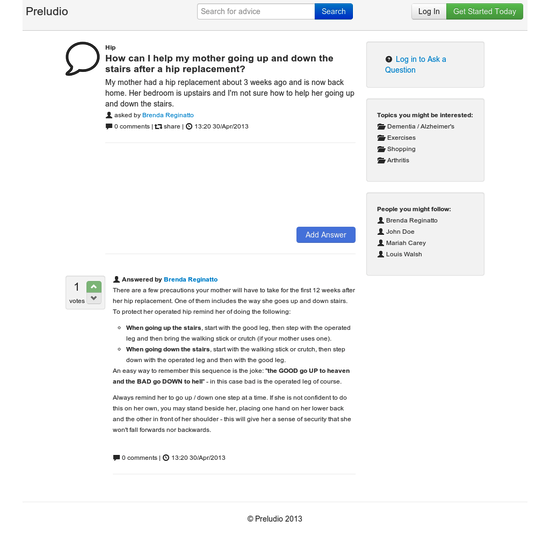 Preludio
Search for advice
Search
Log In
Get Started Today
Hip
How can I help my mother going up and down the
stairs after a hip replacement?
My mother had a hip replacement about 3 weeks ago and is now back
home. Her bedroom is upstairs and I'm not sure how to help her going up
and down the stairs.
asked by Brenda Reginatto
0 comments | share | 13:20 30/Apr/2013
Add Answer
1
votes
Answered by Brenda Reginatto
There are a few precautions your mother will have to take for the first 12 weeks after
her hip replacement. One of them includes the way she goes up and down stairs.
To protect her operated hip remind her of doing the following:
When going up the stairs, start with the good leg, then step with the operated
leg and then bring the walking stick or crutch (if your mother uses one).
When going down the stairs, start with the walking stick or crutch, then step
down with the operated leg and then with the good leg.
An easy way to remember this sequence is the joke: "the GOOD go UP to heaven
and the BAD go DOWN to hell" - in this case bad is the operated leg of course.
Always remind her to go up / down one step at a time. If she is not confident to do
this on her own, you may stand beside her, placing one hand on her lower back
and the other in front of her shoulder - this will give her a sense of security that she
won't fall forwards nor backwards.
0 comments | 13:20 30/Apr/2013
Log in to Ask a
Question
Topics you might be interested:
Dementia / Alzheimer's
Exercises
Shopping
Arthritis
People you might follow:
Brenda Reginatto
John Doe
Mariah Carey
Louis Walsh
© Preludio 2013